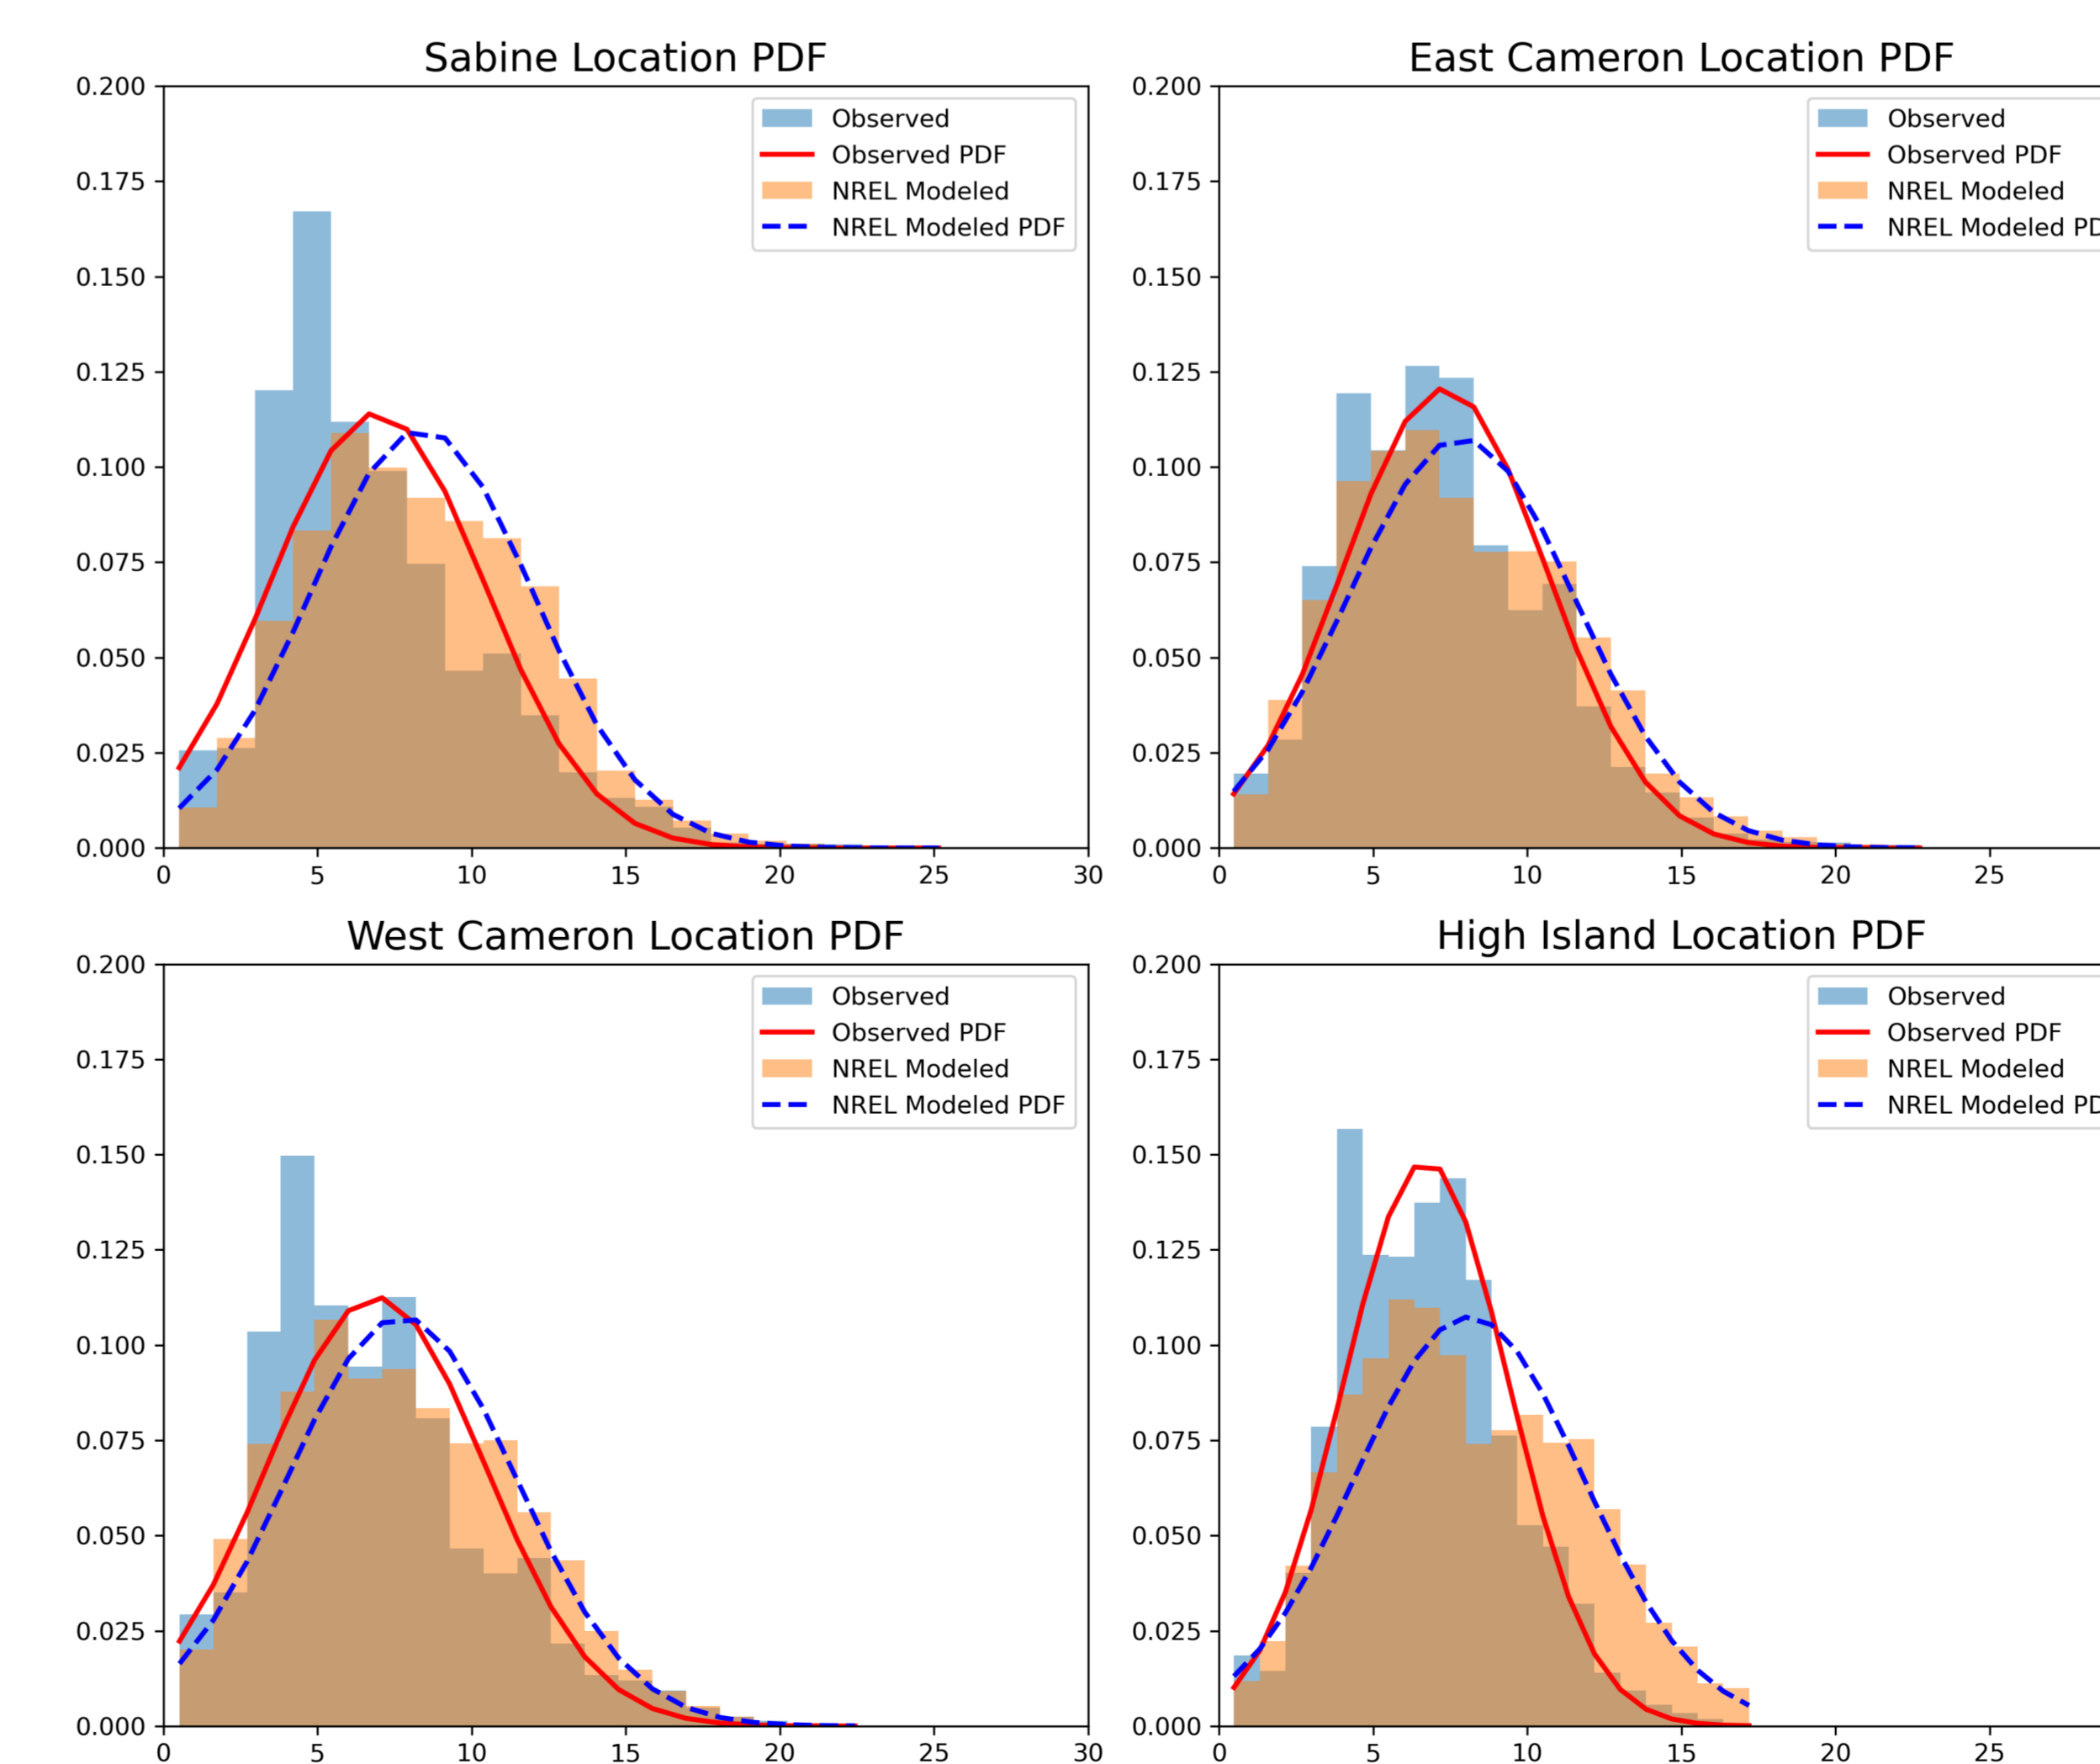 Sabine Location PDF
0.200
0.175
0.150
0.125
0.100
0.075
0.050
0.025
0.000
0 5 10 15 20 25 30
Observed
Observed PDF
NREL Modeled
NREL Modeled PDF
East Cameron Location PDF
0.200
0.175
0.150
0.125
0.100
0.075
0.050
0.025
0.000
0 5 10 15 20 25
Observed
Observed PDF
NREL Modeled
NREL Modeled PD
West Cameron Location PDF
0.200
0.175
0.150
0.125
0.100
0.075
0.050
0.025
0.000
0 5 10 15 20 25 30
Observed
Observed PDF
NREL Modeled
NREL Modeled PDF
High Island Location PDF
0.200
0.175
0.150
0.125
0.100
0.075
0.050
0.025
0.000
0 5 10 15 20 25
Observed
Observed PDF
NREL Modeled
NREL Modeled PD